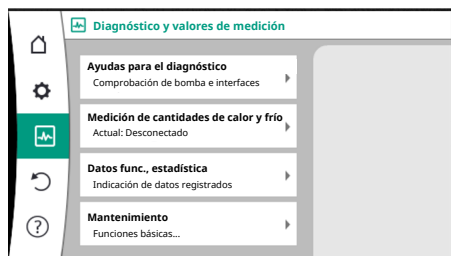 Diagnóstico y valores de medición
Ayudas para el diagnóstico
Comprobación de bomba e interfaces
Medición de cantidades de calor y frío
Actual: Desconectado
Datos func., estadística
Indicación de datos registrados
Mantenimiento
Funciones básicas...
?